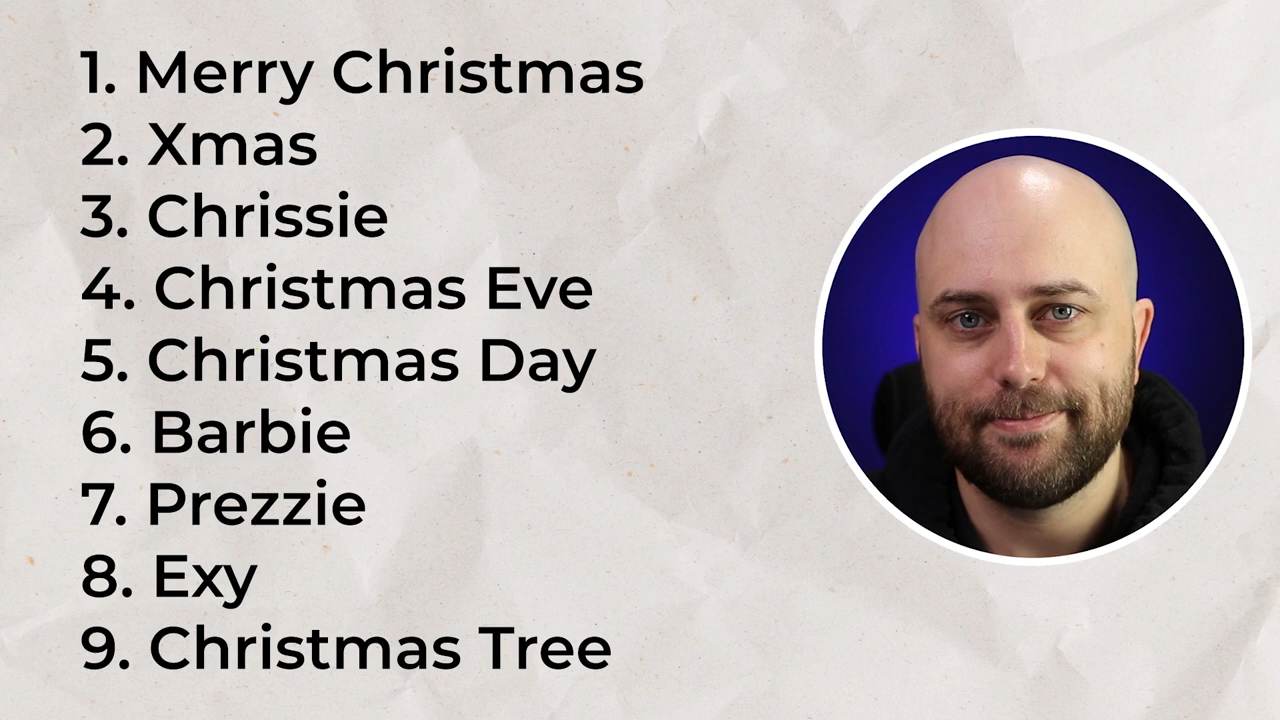 1. Merry Christmas
2. Xmas
3. Chrissie
4. Christmas Eve
5. Christmas Day
6. Barbie
7. Prezzie
8. Exy
9. Christmas Tree